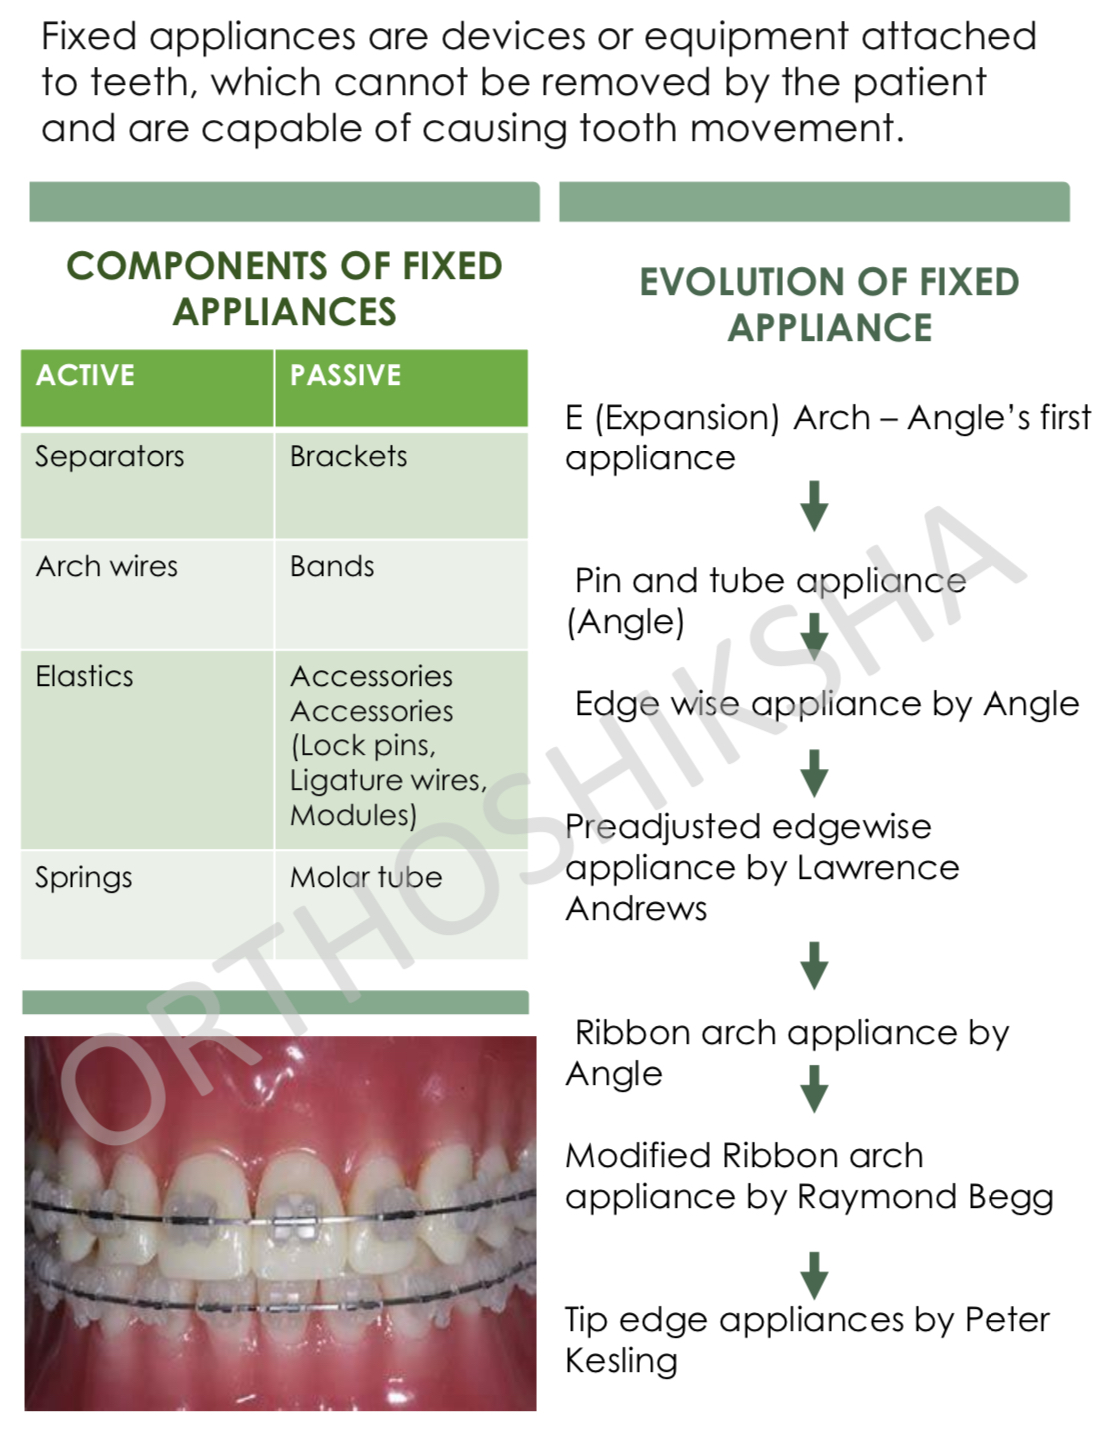 Fixed appliances are devices or equipment attached
to teeth, which cannot be removed by the patient
and are capable of causing tooth movement.
COMPONENTS OF FIXED
APPLIANCES
ACTIVE PASSIVE
Separators Brackets
Arch wires Bands
Elastics Accessories
Accessories
(Lock pins,
Ligature wires,
Modules)
Springs Molar tube
EVOLUTION OF FIXED
APPLIANCE
E (Expansion) Arch – Angle’s first
appliance
Pin and tube appliance
(Angle)
Edge wise appliance by Angle
Preadjusted edgewise
appliance by Lawrence
Andrews
Ribbon arch appliance by
Angle
Modified Ribbon arch
appliance by Raymond Begg
Tip edge appliances by Peter
Kesling
ORTHOSHIKSHA